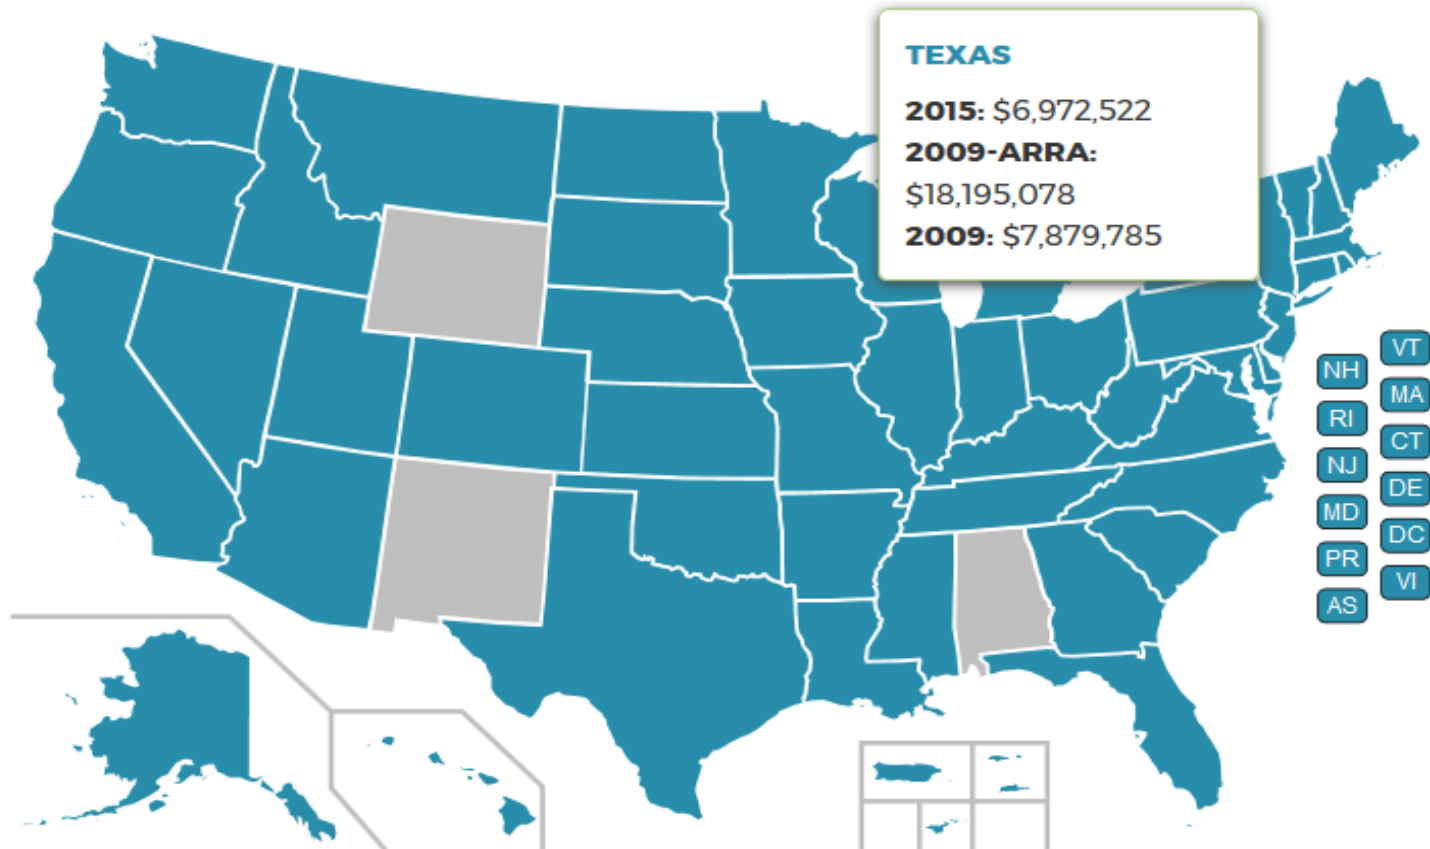 TEXAS
2015: $6,972,522
2009-ARRA:
$18,195,078
2009: $7,879,785
VT
NH
MA
RI
CT
NJ
DE
MD
DC
PR
VI
AS